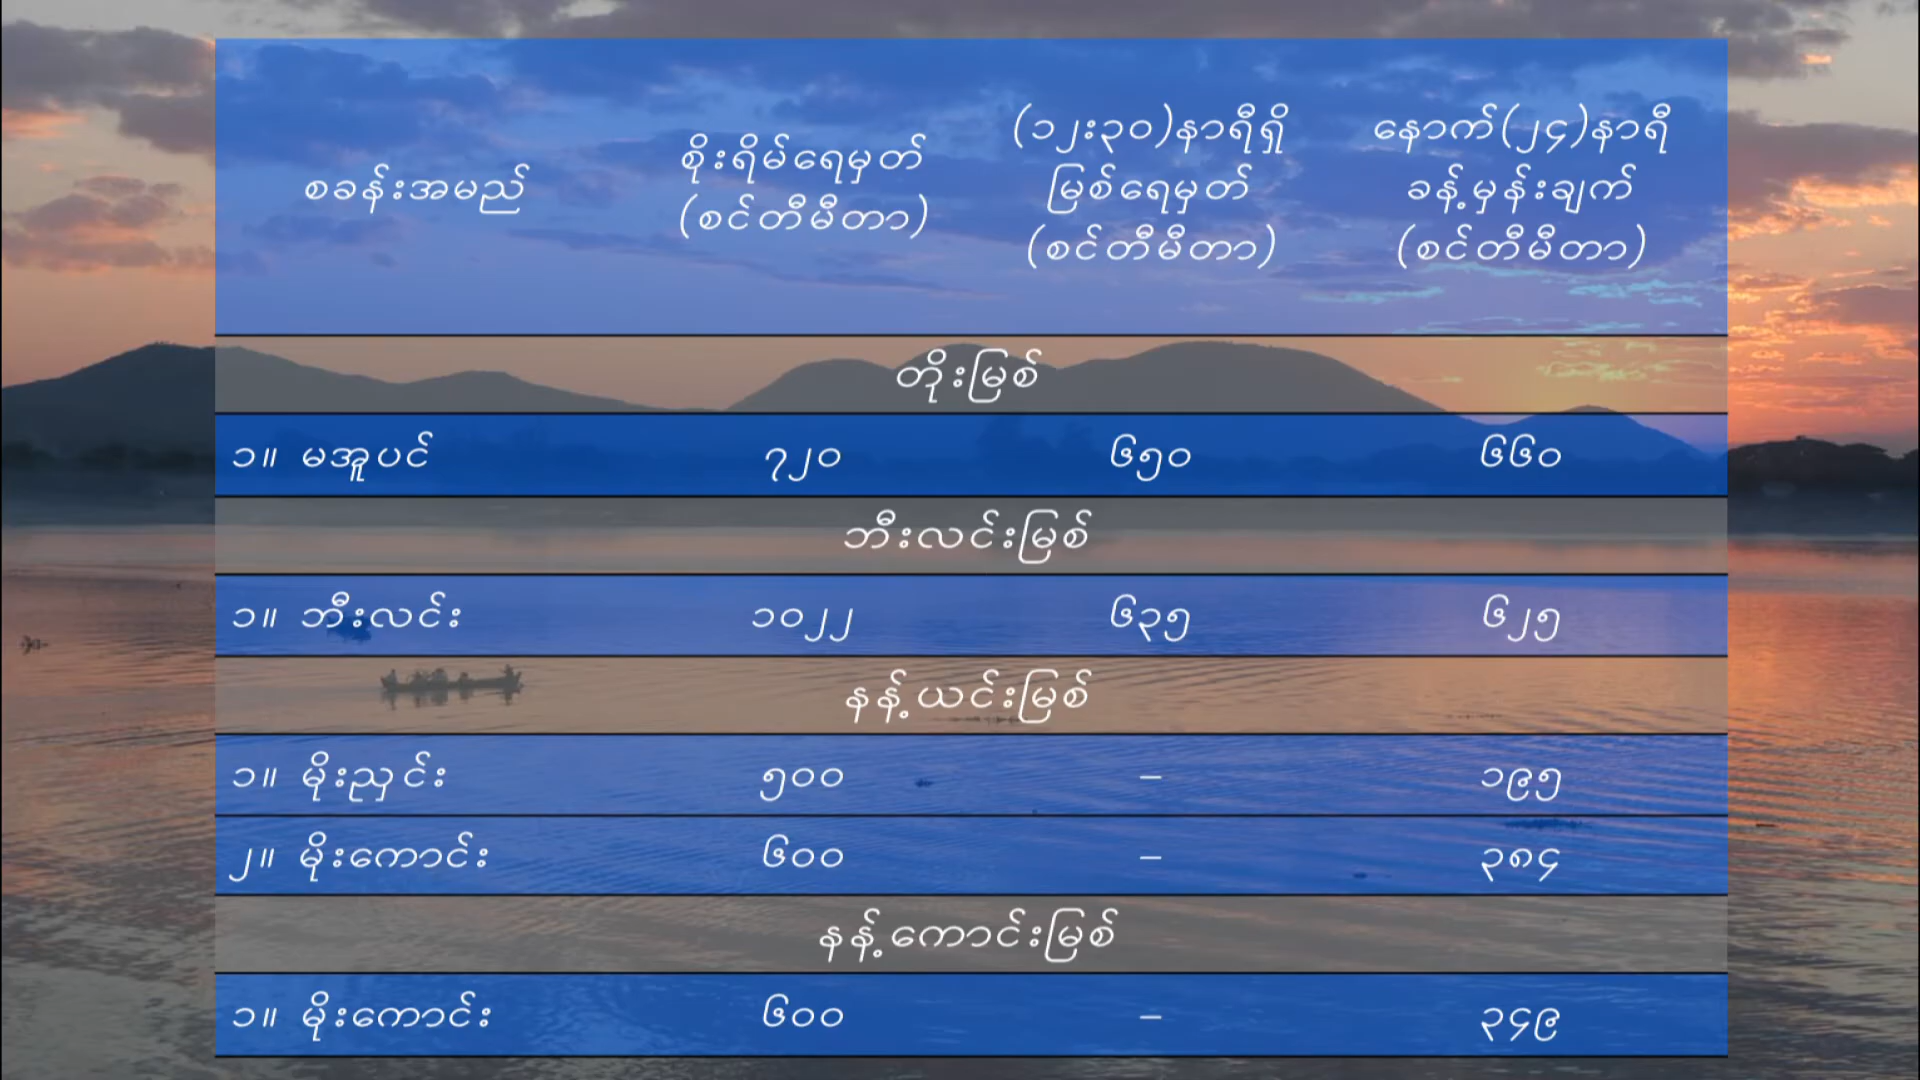 စခန်းအမည်
စိုးရိမ်ရေမှတ်
(စင်တီမီတာ)
(၁၂း၃၀)နာရီရှိ
မြစ်ရေမှတ်
(စင်တီမီတာ)
နောက်(၂၄)နာရီ
ခန့်မှန်းချက်
(စင်တီမီတာ)
တိုးမြစ်
၁။ မအူပင် ၇၂၀ ၆၅၀ ၆၆၀
ဘီးလင်းမြစ်
၁။ ဘီးလင်း ၁၀၂၂ ၆၃၅ ၆၂၅
နန့်ယင်းမြစ်
၁။ မိုးညှင်း ၅၀၀ – ၁၉၅
၂။ မိုးကောင်း ၆၀၀ – ၃၈၄
နန့်ကောင်းမြစ်
၁။ မိုးကောင်း ၆၀၀ – ၃၄၉